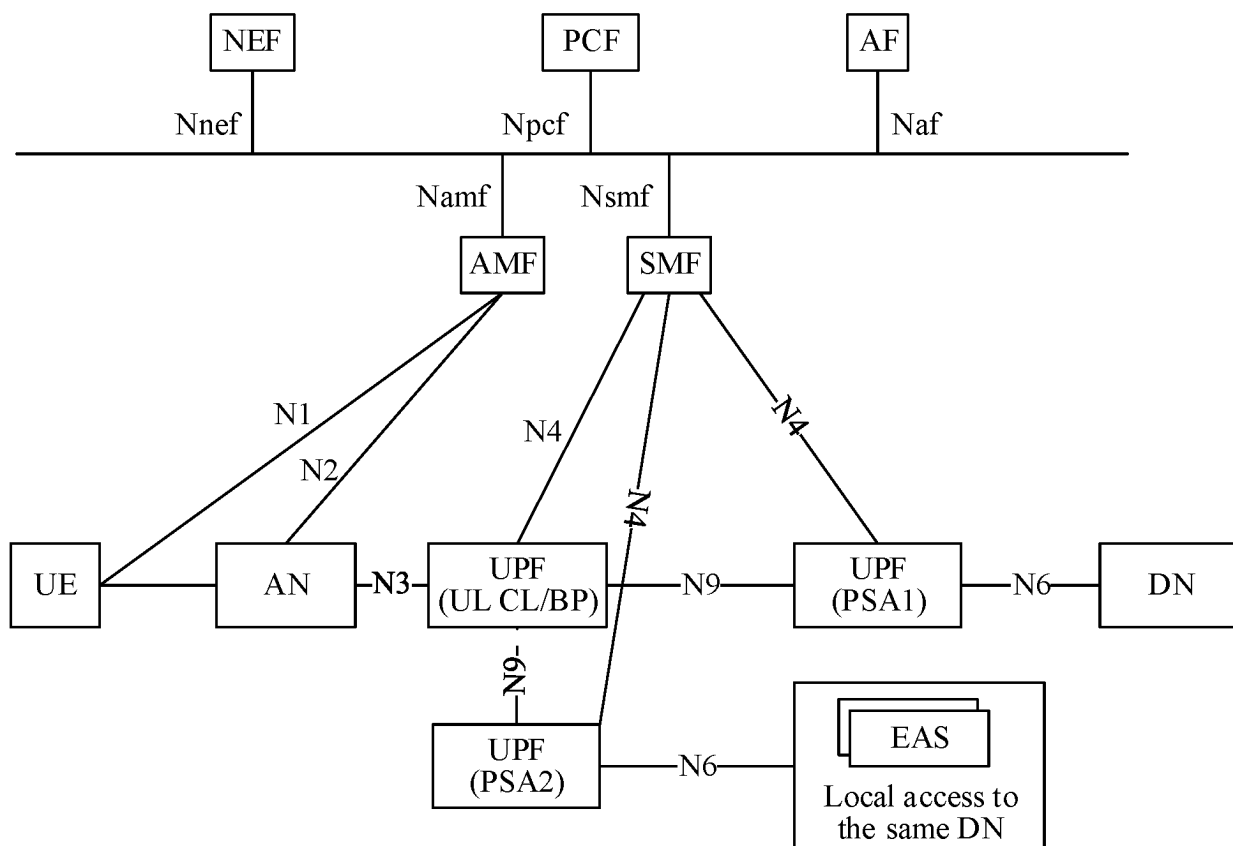 NEF
PCF
AF
Nnef
Npcf
Naf
Namf
Nsmf
AMF
SMF
N1
N2
N4
N4
N4
UE
AN
N3
UPF
(UL CL/BP)
N9
UPF
(PSA1)
N6
DN
N9
UPF
(PSA2)
N6
EAS
Local access to
the same DN